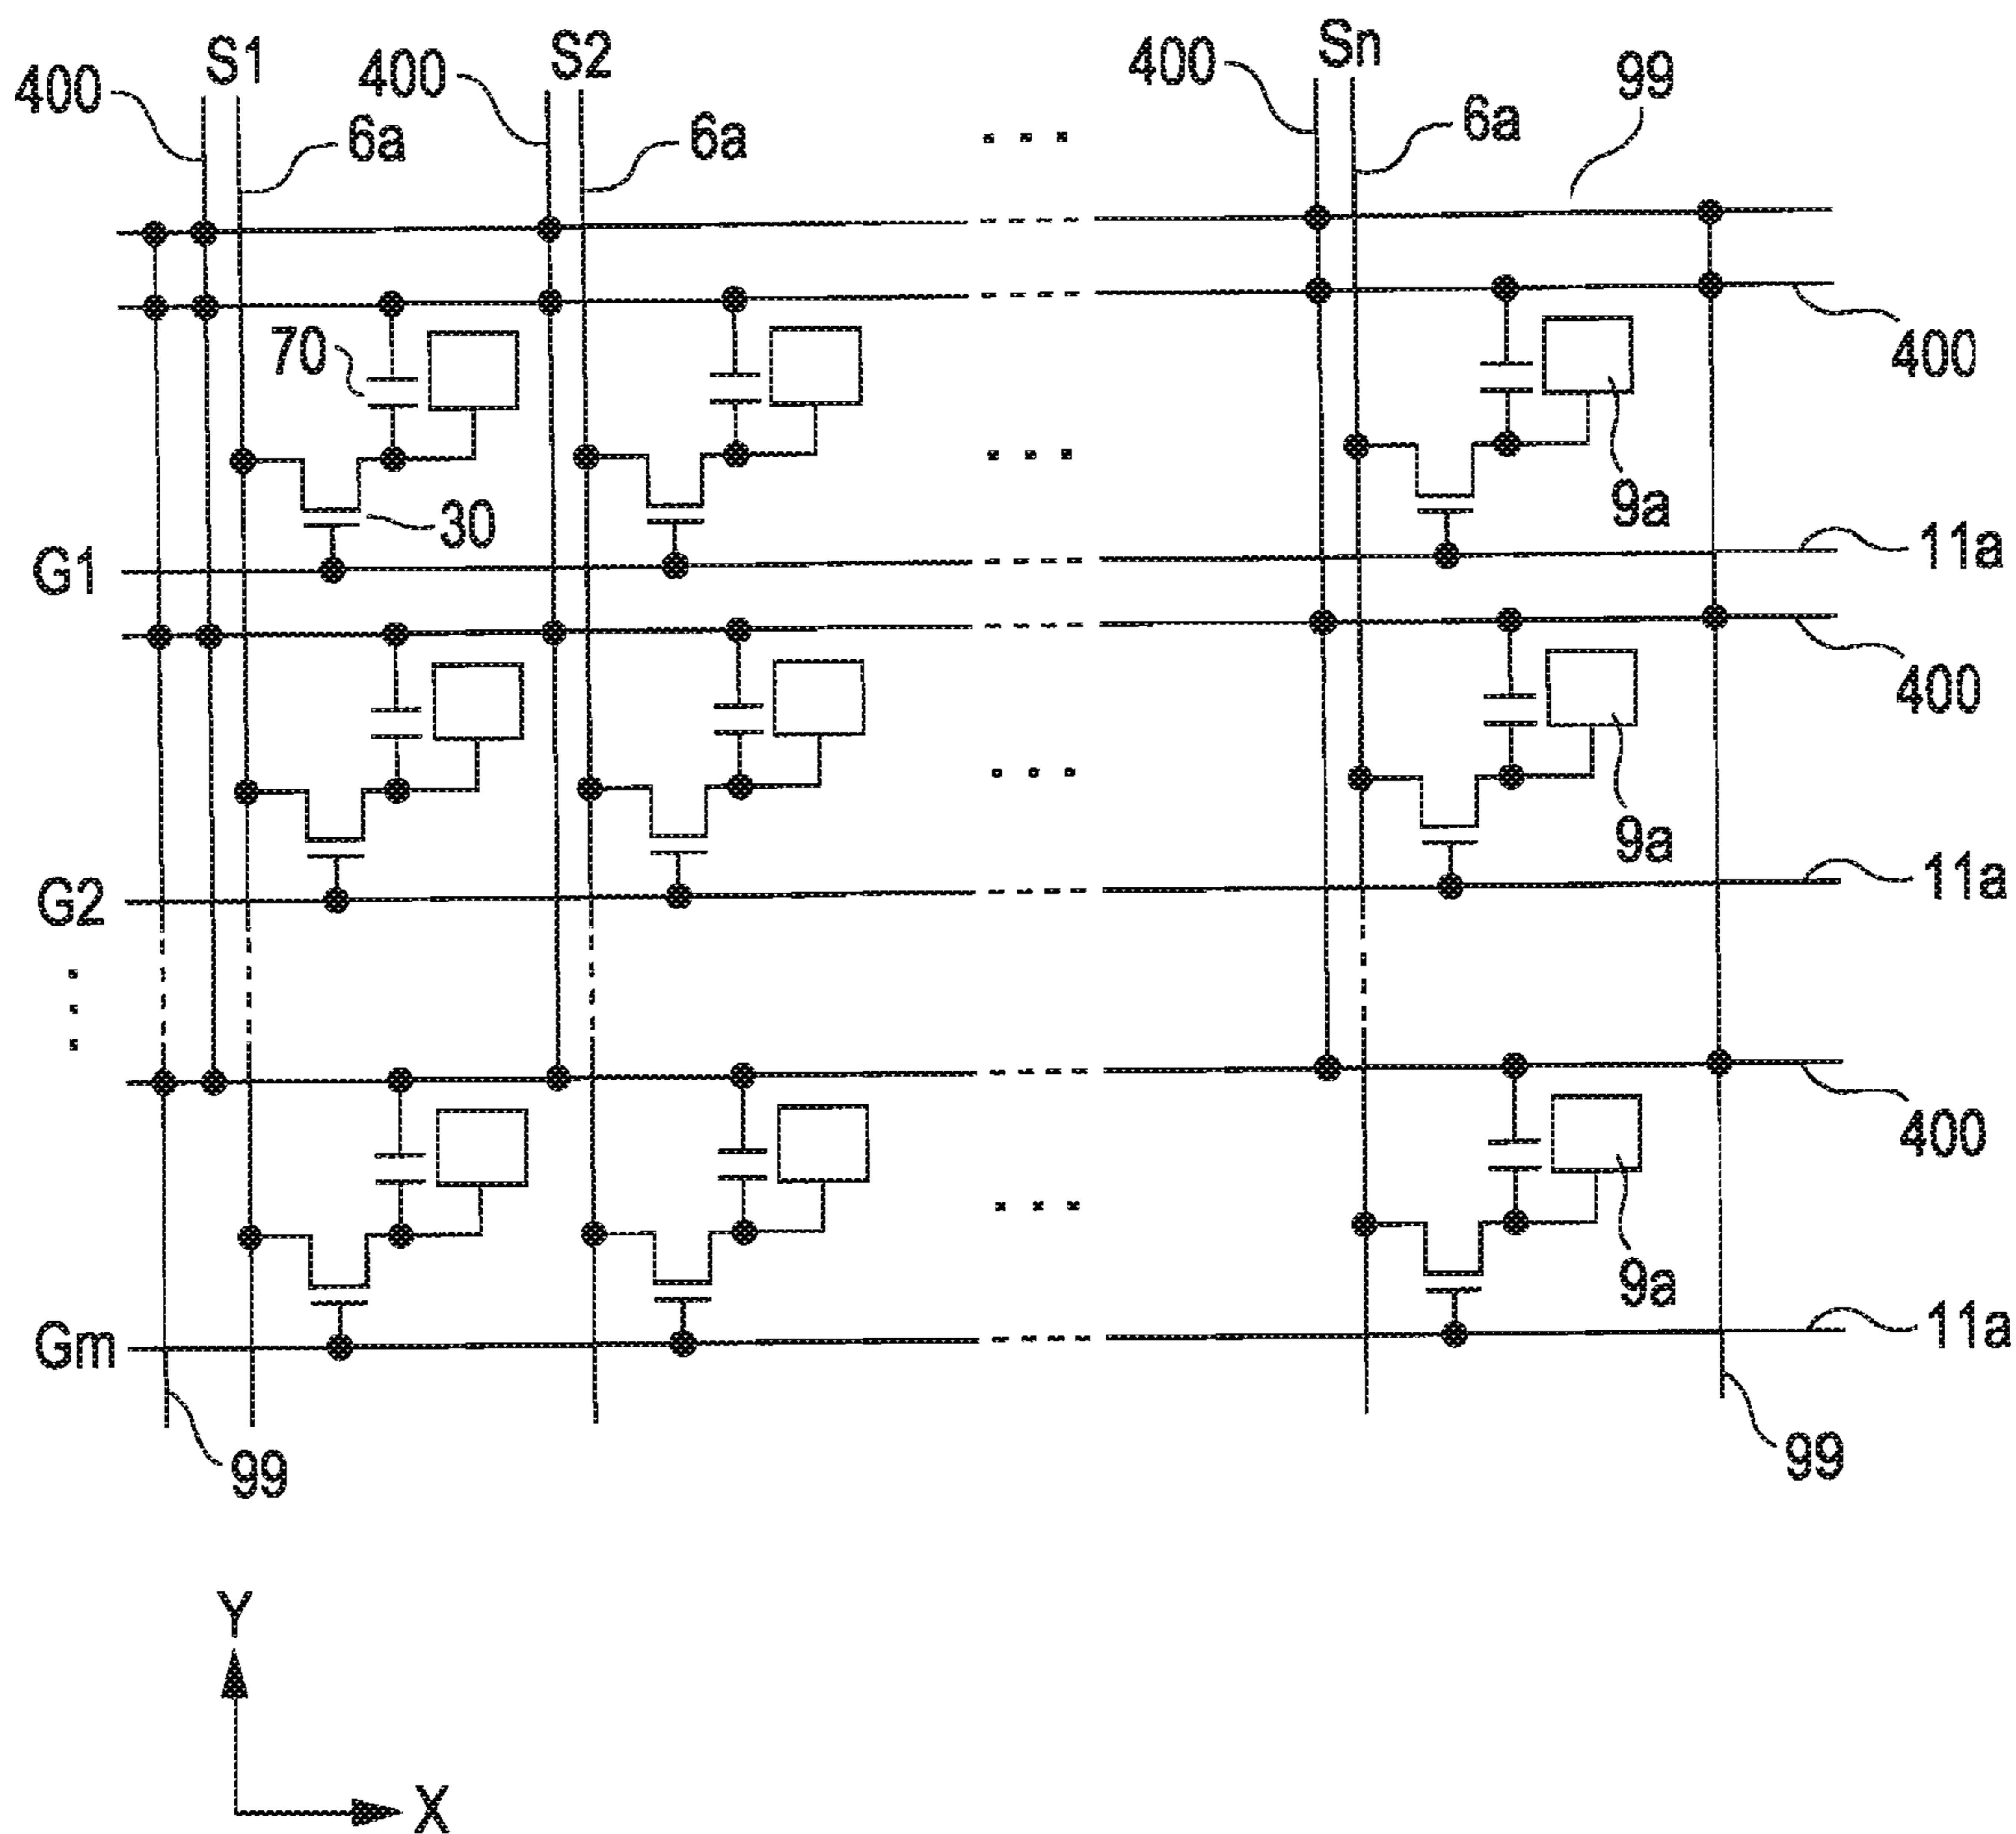 400 S1 400 S2 400 Sn 99
6a 6a 6a
400
70
9a
30
G1 11a
400
9a
G2 11a
. . .
400
9a
Gm 11a
99 99
Y
X